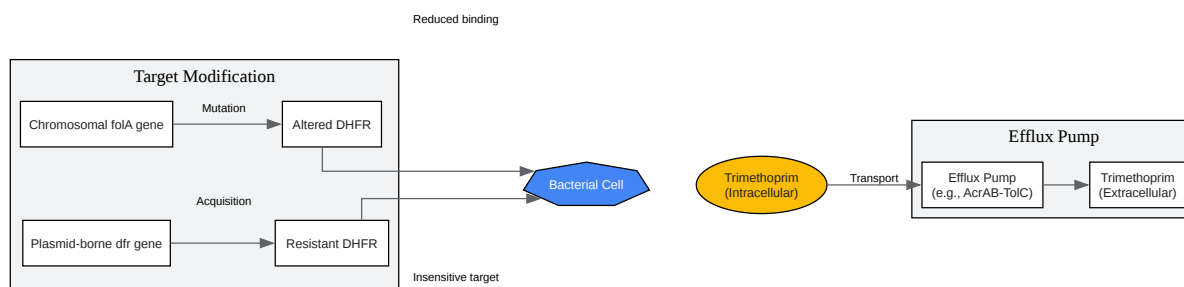 Reduced binding
Target Modification
Chromosomal folA gene
Mutation
Altered DHFR
Acquisition
Plasmid-borne dfr gene
Resistant DHFR
Insensitive target
Bacterial Cell
Trimethoprim
(Intracellular)
Transport
Efflux Pump
Efflux Pump
(e.g., AcrAB-TolC)
Trimethoprim
(Extracellular)